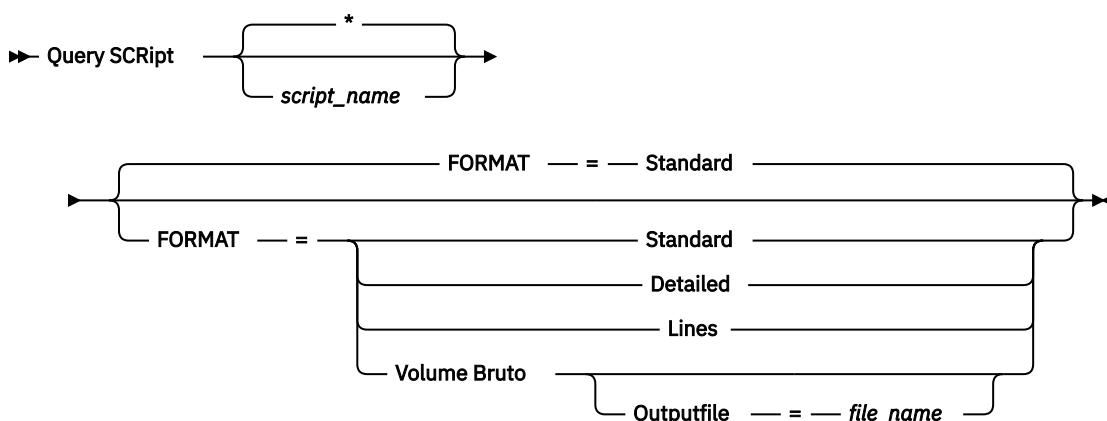 *
Query SCRipt
script_name
FORMAT = Standard
FORMAT = Standard
Detailed
Lines
Volume Bruto
Outputfile = file_name